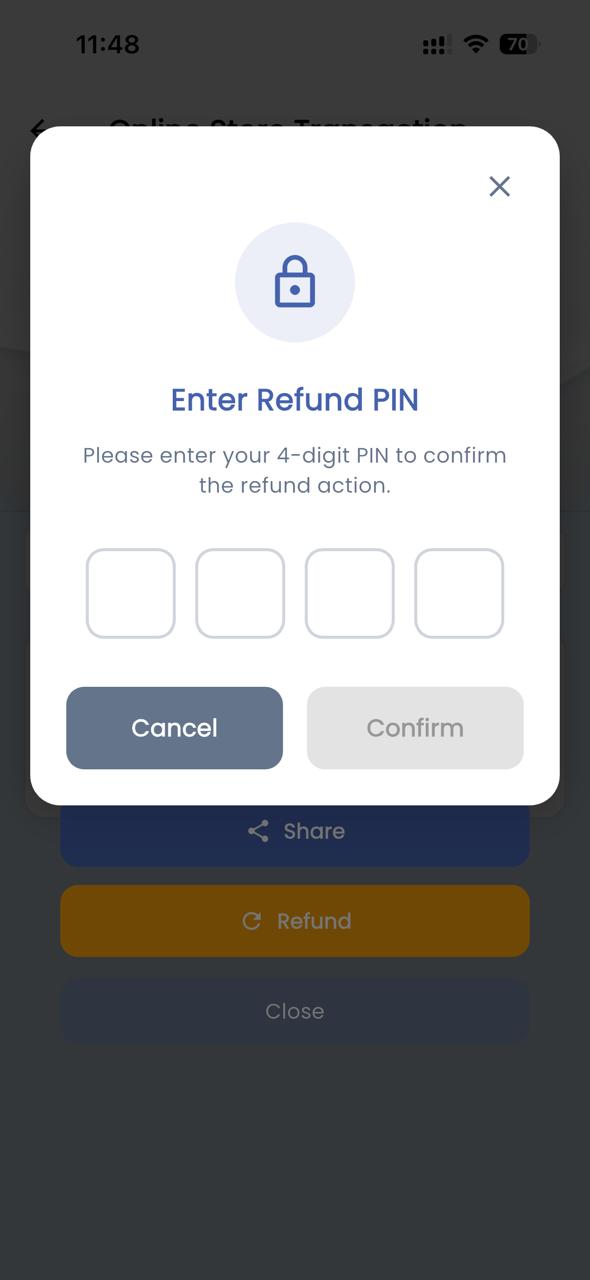 11:48
70
Online Store Transaction
Enter Refund PIN
Please enter your 4-digit PIN to confirm
the refund action.
Cancel
Confirm
Share
Refund
Close